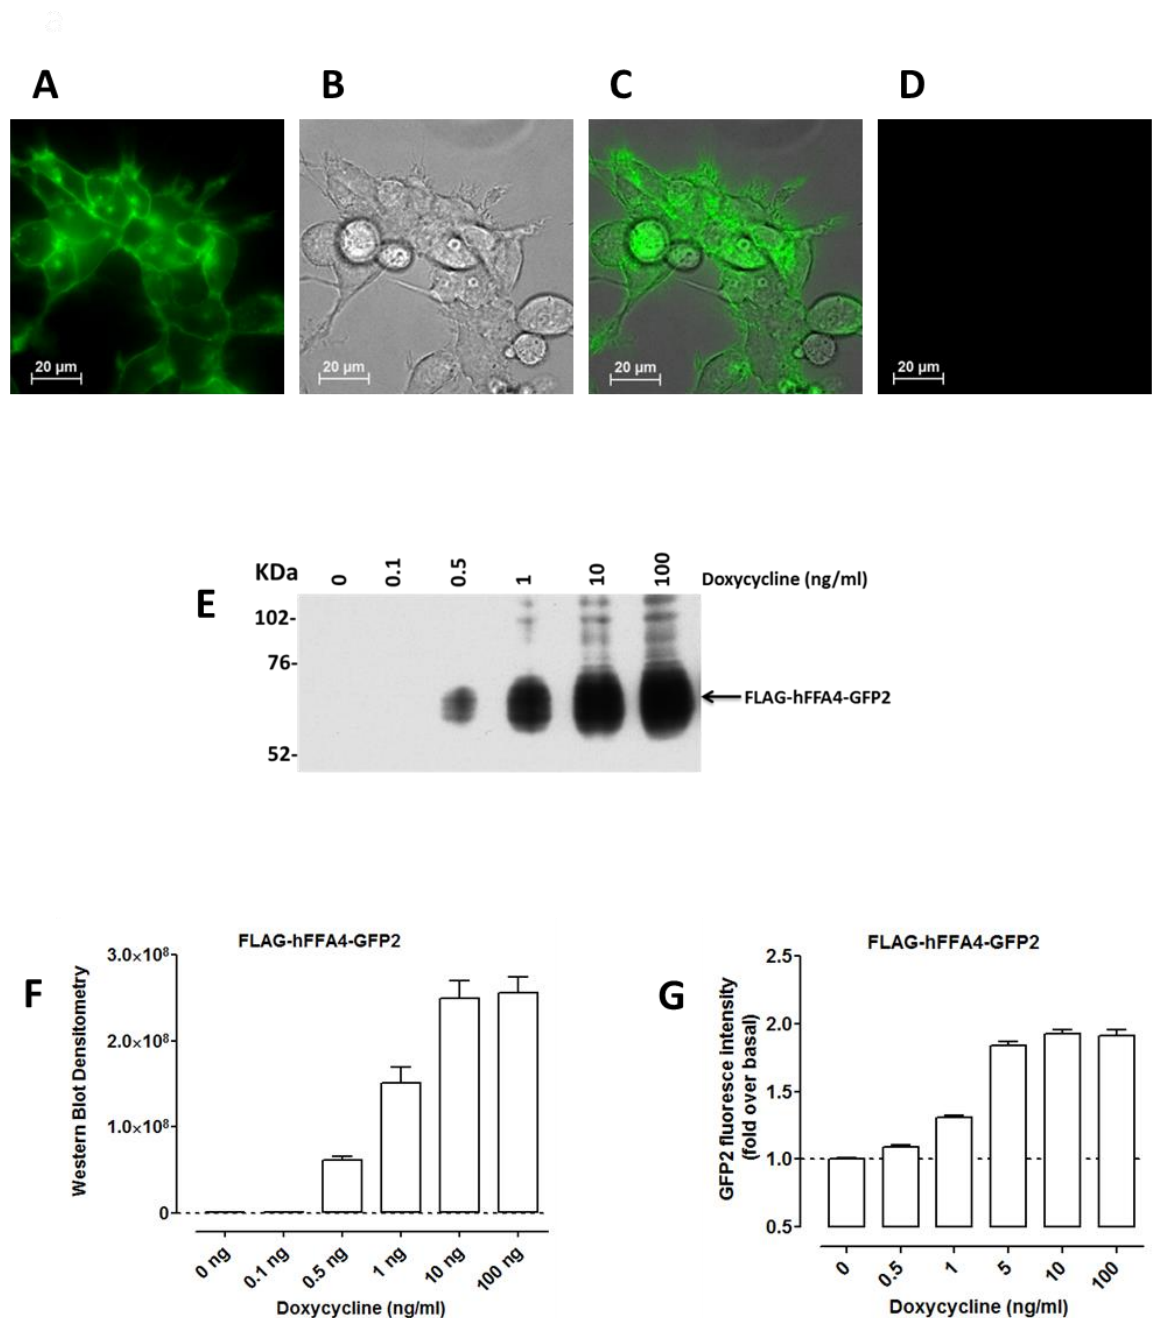 a
A
B
C
D
20 µm
20 µm
20 µm
20 µm
E
KDa
0
0.1
0.5
1
10
100
Doxycycline (ng/ml)
102-
76-
52-
FLAG-hFFA4-GFP2
F
FLAG-hFFA4-GFP2
Western Blot Densitometry
3.0×10⁸
2.0×10⁸
1.0×10⁸
0
0 ng
0.1 ng
0.5 ng
1 ng
10 ng
100 ng
Doxycycline (ng/ml)
G
FLAG-hFFA4-GFP2
GFP2 fluoresce intensity
(fold over basal)
2.5
2.0
1.5
1.0
0.5
0
0.5
1
5
10
100
Doxycycline (ng/ml)